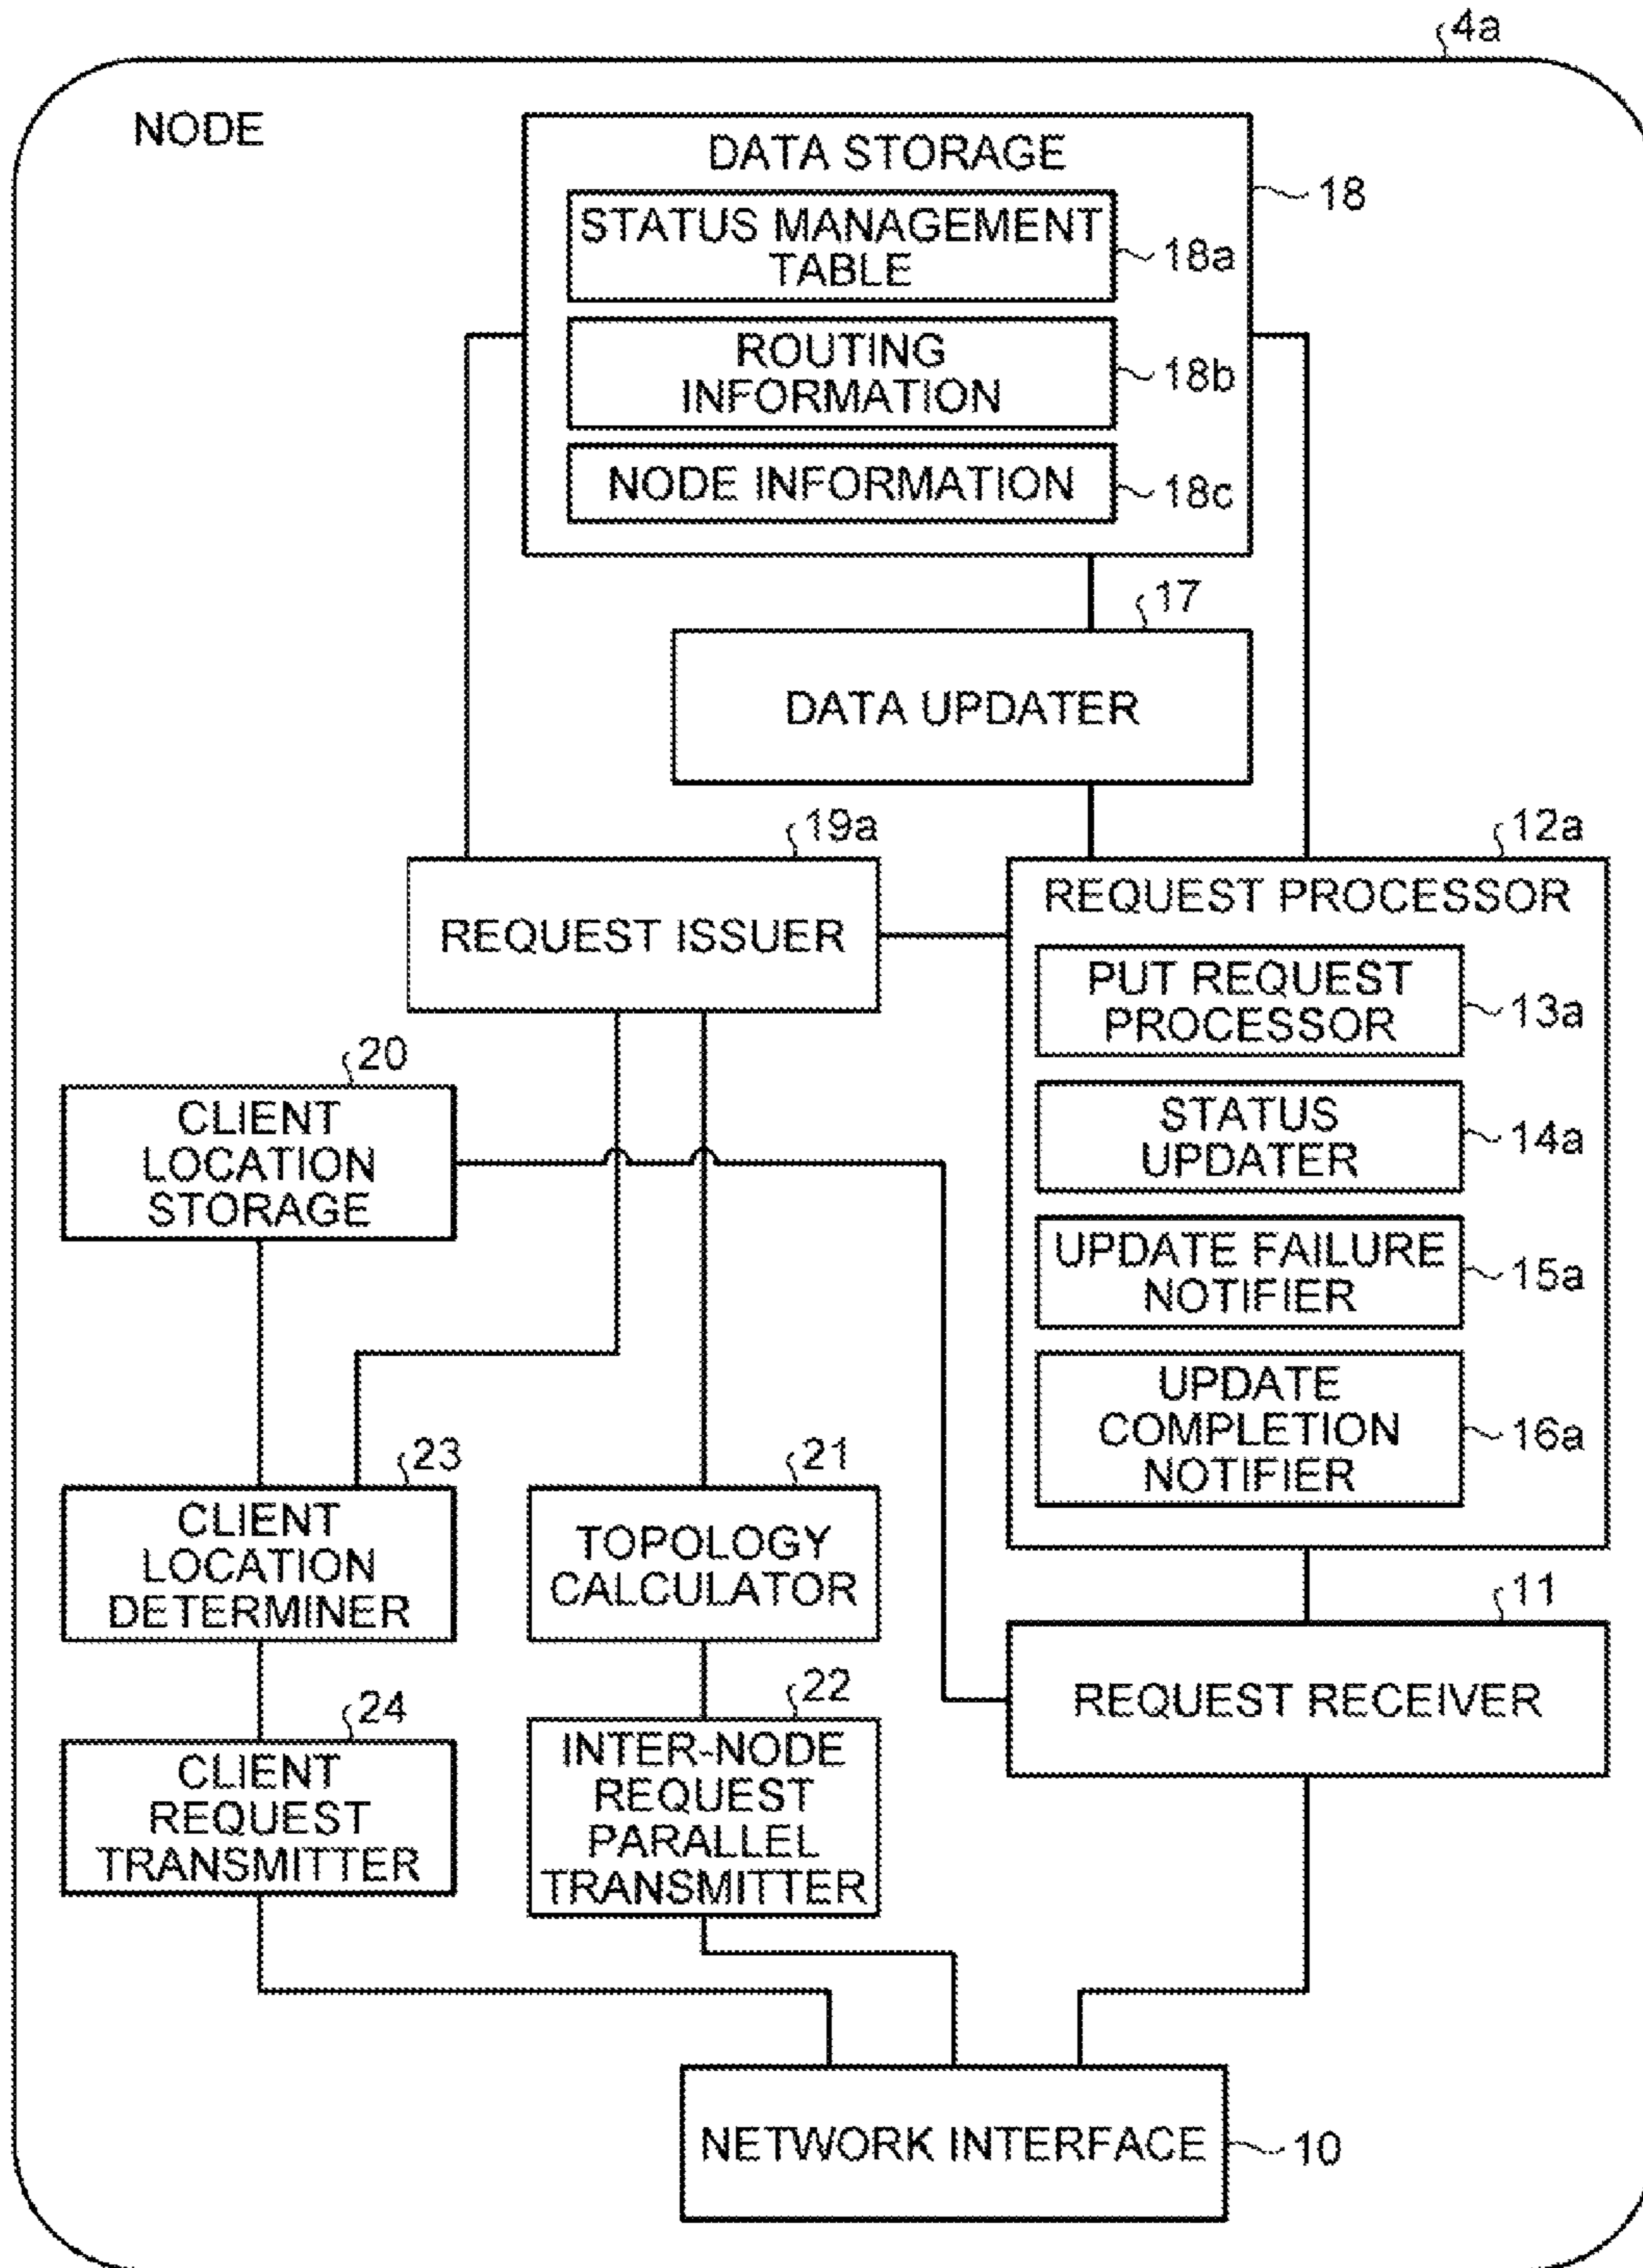 4a
NODE
DATA STORAGE
18
STATUS MANAGEMENT
TABLE
18a
ROUTING
INFORMATION
18b
NODE INFORMATION
18c
17
DATA UPDATER
19a
REQUEST ISSUER
12a
REQUEST PROCESSOR
PUT REQUEST
PROCESSOR
13a
STATUS
UPDATER
14a
UPDATE FAILURE
NOTIFIER
15a
UPDATE
COMPLETION
NOTIFIER
16a
20
CLIENT
LOCATION
STORAGE
23
CLIENT
LOCATION
DETERMINER
21
TOPOLOGY
CALCULATOR
11
REQUEST RECEIVER
24
CLIENT
REQUEST
TRANSMITTER
22
INTER-NODE
REQUEST
PARALLEL
TRANSMITTER
NETWORK INTERFACE
10